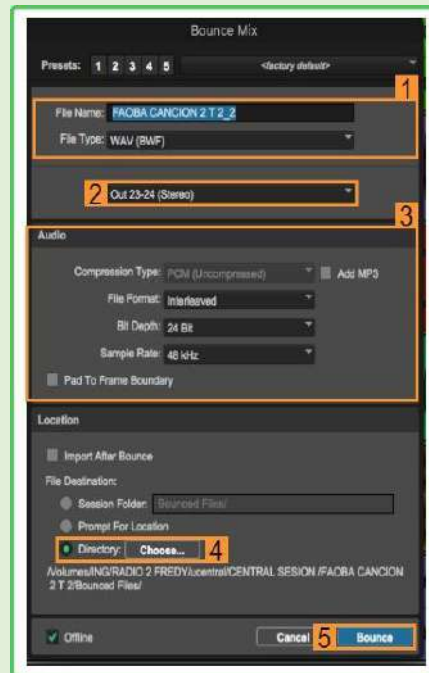 Bounce Mix
Presets: 1 2 3 4 5 <factory default>
1
File Name: FAOBA CANCION 2 T 2_2
File Type: WAV (BWF)
2 Out 23-24 (Stereo)
3
Audio
Compression Type: PCM (Uncompressed) Add MP3
File Format: Interleaved
Bit Depth: 24 Bit
Sample Rate: 48 kHz
Pad To Frame Boundary
Location
Import After Bounce
File Destination:
Session Folder: Bounced Files/
Prompt For Location
Directory: Choose... 4
/Volumes/ING/RADIO 2 FREDY/ucentral/CENTRAL SESION /FAOBA CANCION
2 T 2/Bounced Files/
Offline Cancel 5 Bounce